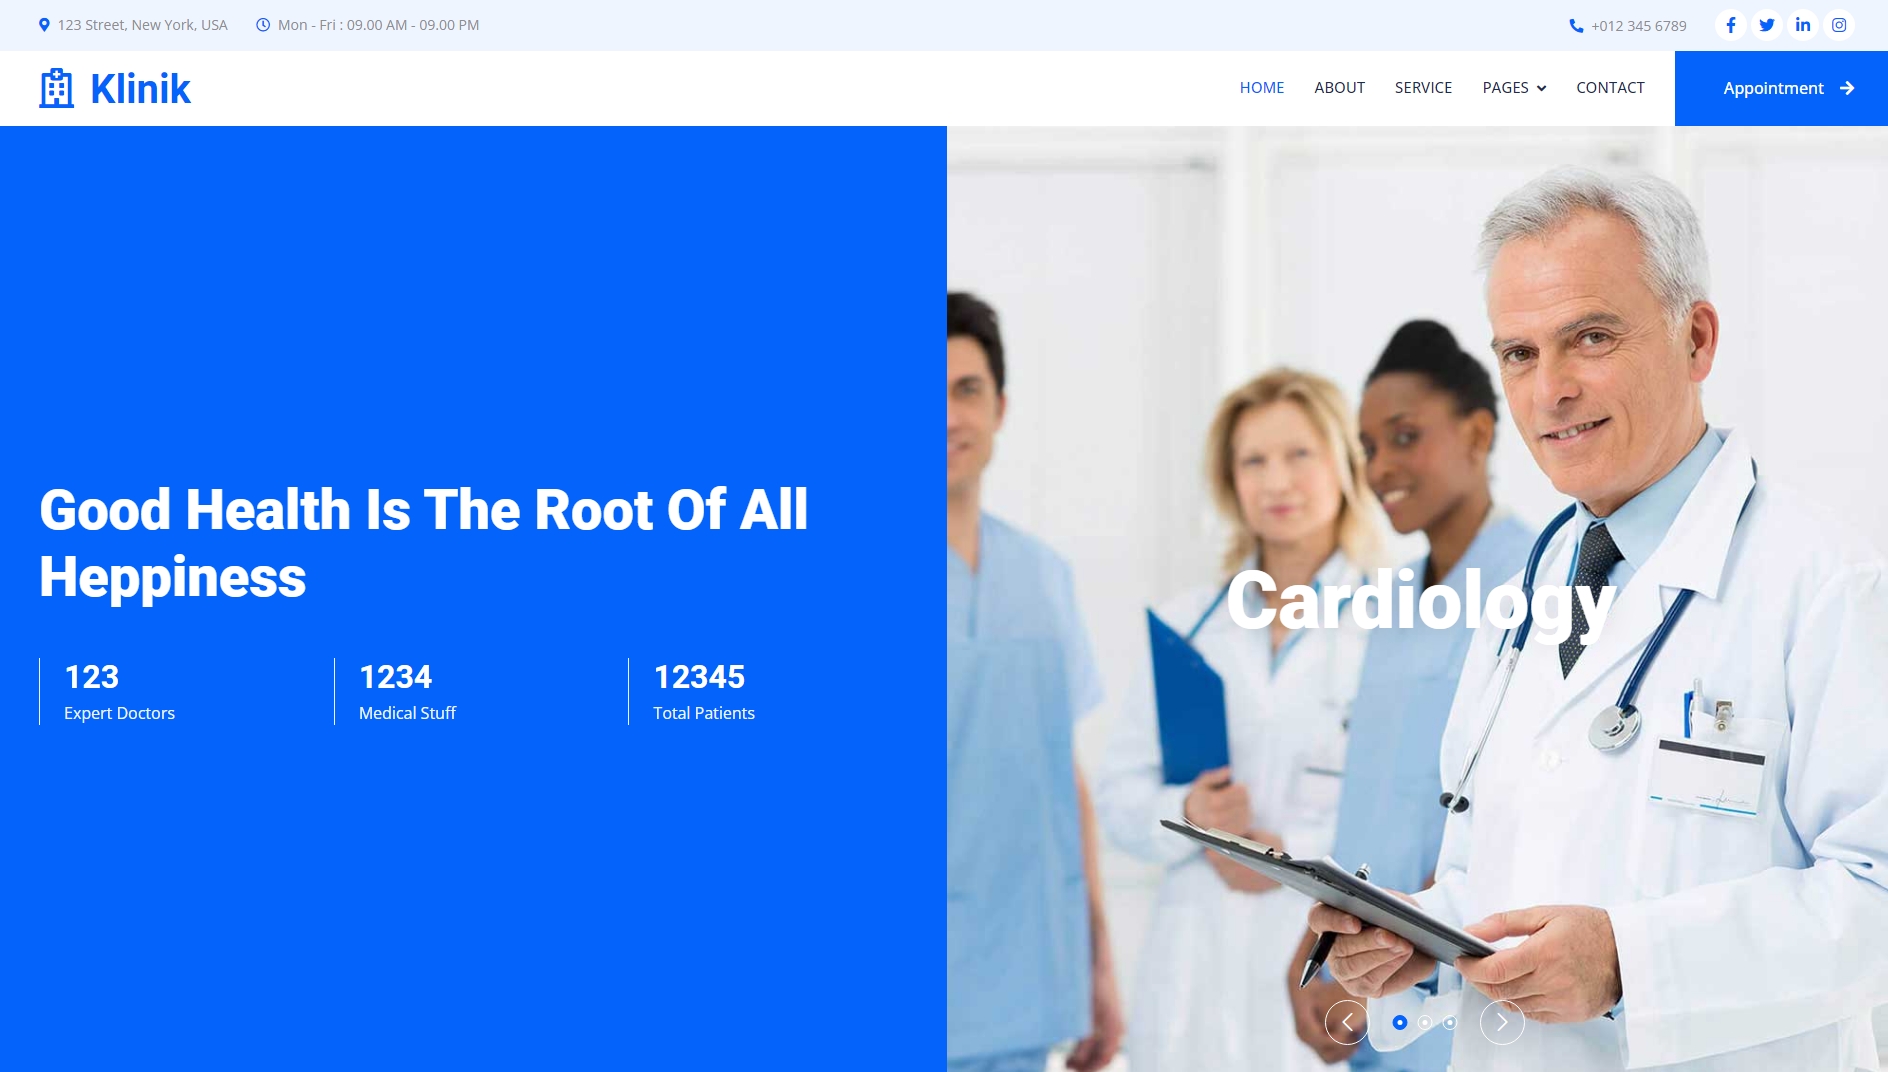 123 Street, New York, USA
Mon - Fri : 09.00 AM - 09.00 PM
+012 345 6789
Klinik
HOME
ABOUT
SERVICE
PAGES
CONTACT
Appointment
Good Health Is The Root Of All
Heppiness
123
Expert Doctors
1234
Medical Stuff
12345
Total Patients
Cardiology